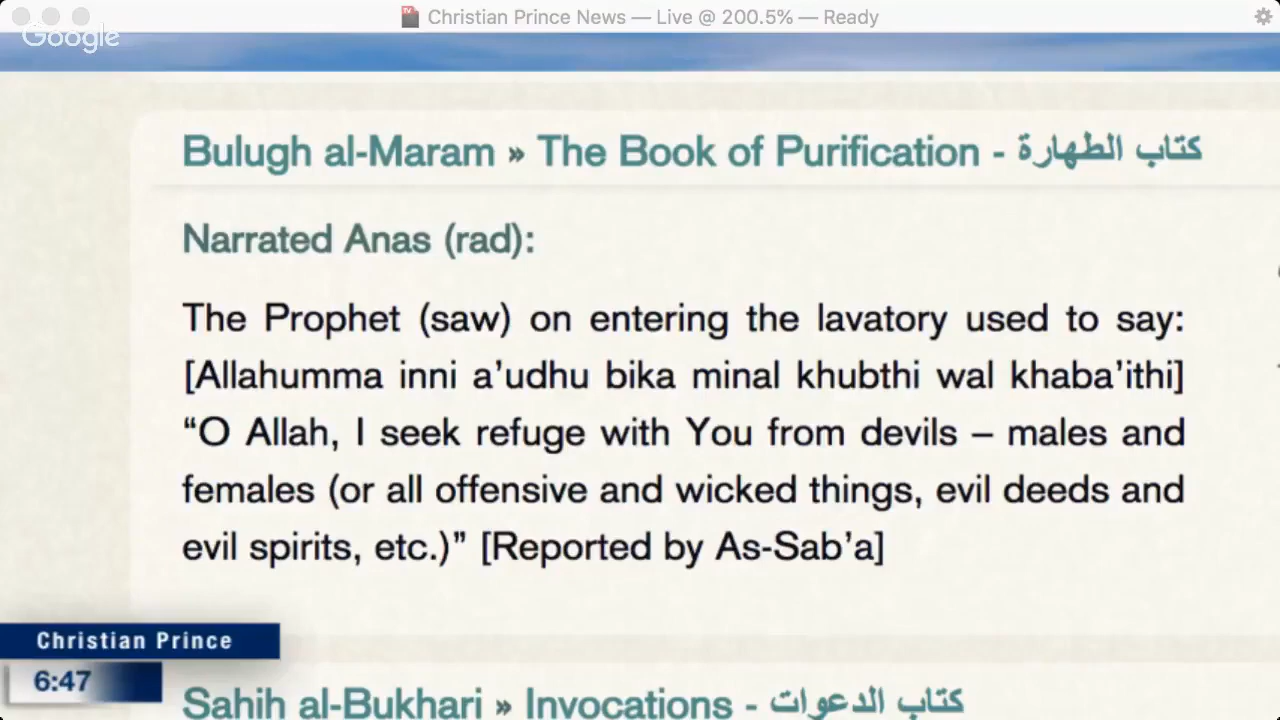 Christian Prince News — Live @ 200.5% — Ready
Google
Bulugh al-Maram » The Book of Purification - كتاب الطهارة
Narrated Anas (rad):
The Prophet (saw) on entering the lavatory used to say:
[Allahumma inni a’udhu bika minal khubthi wal khaba’ithi]
“O Allah, I seek refuge with You from devils – males and
females (or all offensive and wicked things, evil deeds and
evil spirits, etc.)” [Reported by As-Sab’a]
Christian Prince
6:47
Sahih al-Bukhari » Invocations - كتاب الدعوات